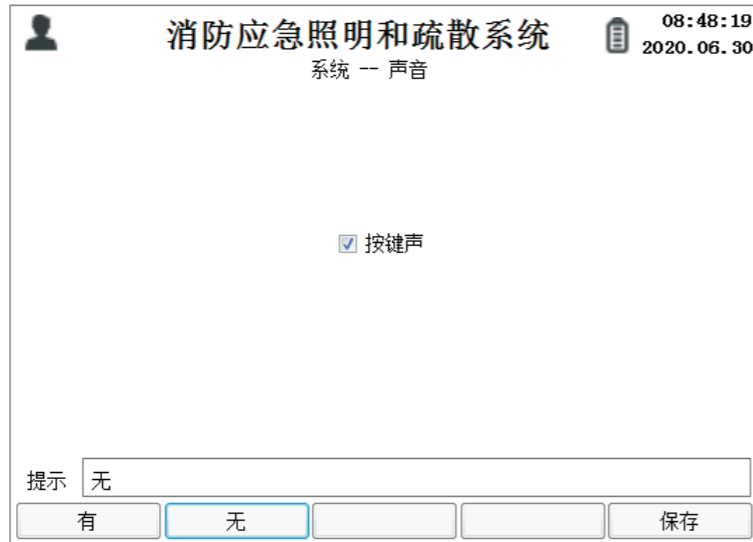 消防应急照明和疏散系统
08:48:19
2020.06.30
系统 -- 声音
按键声
提示 无
有 无 保存